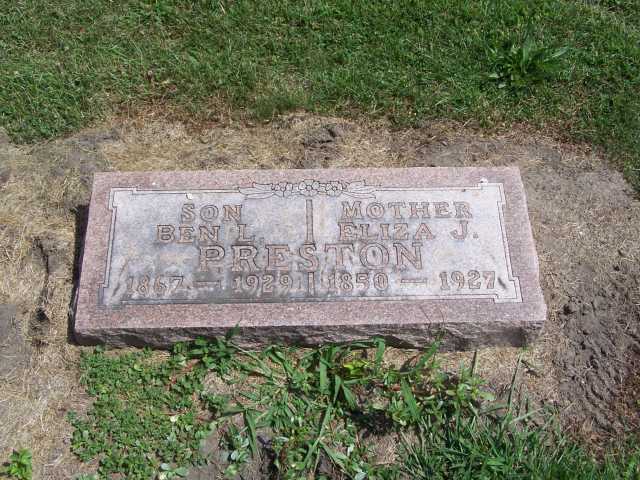 SON MOTHER
BEN L. ELIZA J.
PRESTON
1867 — 1929 1850 — 1927